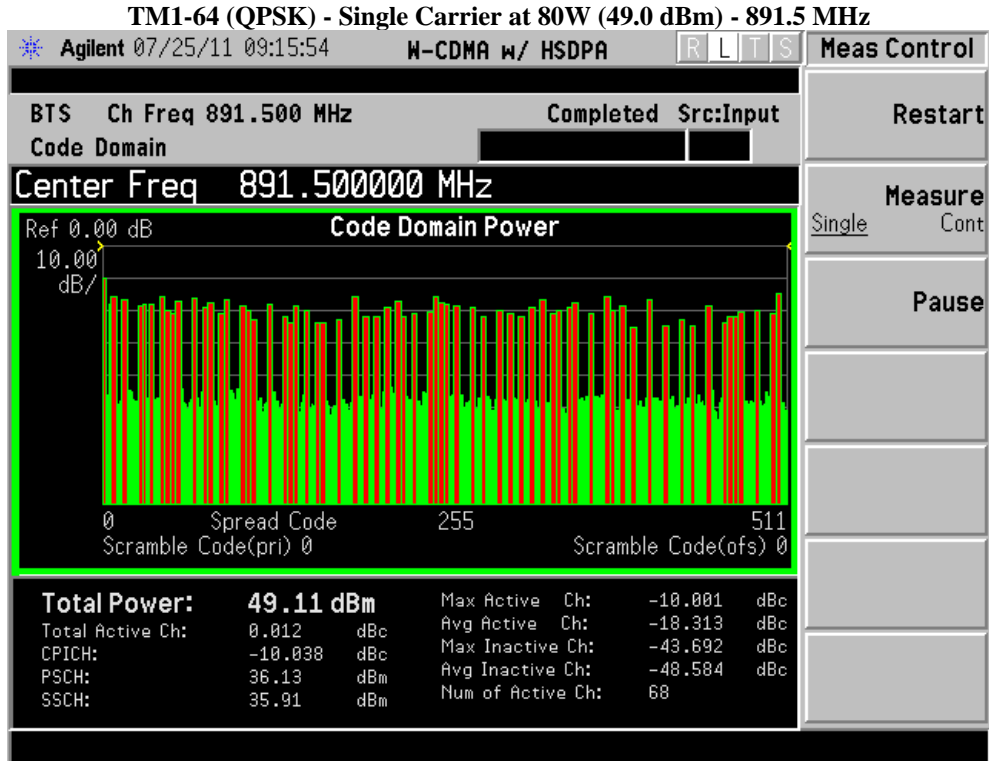 TM1-64 (QPSK) - Single Carrier at 80W (49.0 dBm) - 891.5 MHz
Agilent 07/25/11 09:15:54 W-CDMA w/ HSDPA R L T S Meas Control
BTS Ch Freq 891.500 MHz Completed Src:Input
Code Domain
Restart
Center Freq 891.500000 MHz
Measure
Single Cont
Ref 0.00 dB Code Domain Power
10.00
dB/
Pause
0 Spread Code 255 511
Scramble Code(pri) 0 Scramble Code(ofs) 0
Total Power: 49.11 dBm
Total Active Ch: 0.012 dBc
CPICH: -10.038 dBc
PSCH: 36.13 dBm
SSCH: 35.91 dBm
Max Active Ch: -10.001 dBc
Avg Active Ch: -18.313 dBc
Max Inactive Ch: -43.692 dBc
Avg Inactive Ch: -48.584 dBc
Num of Active Ch: 68